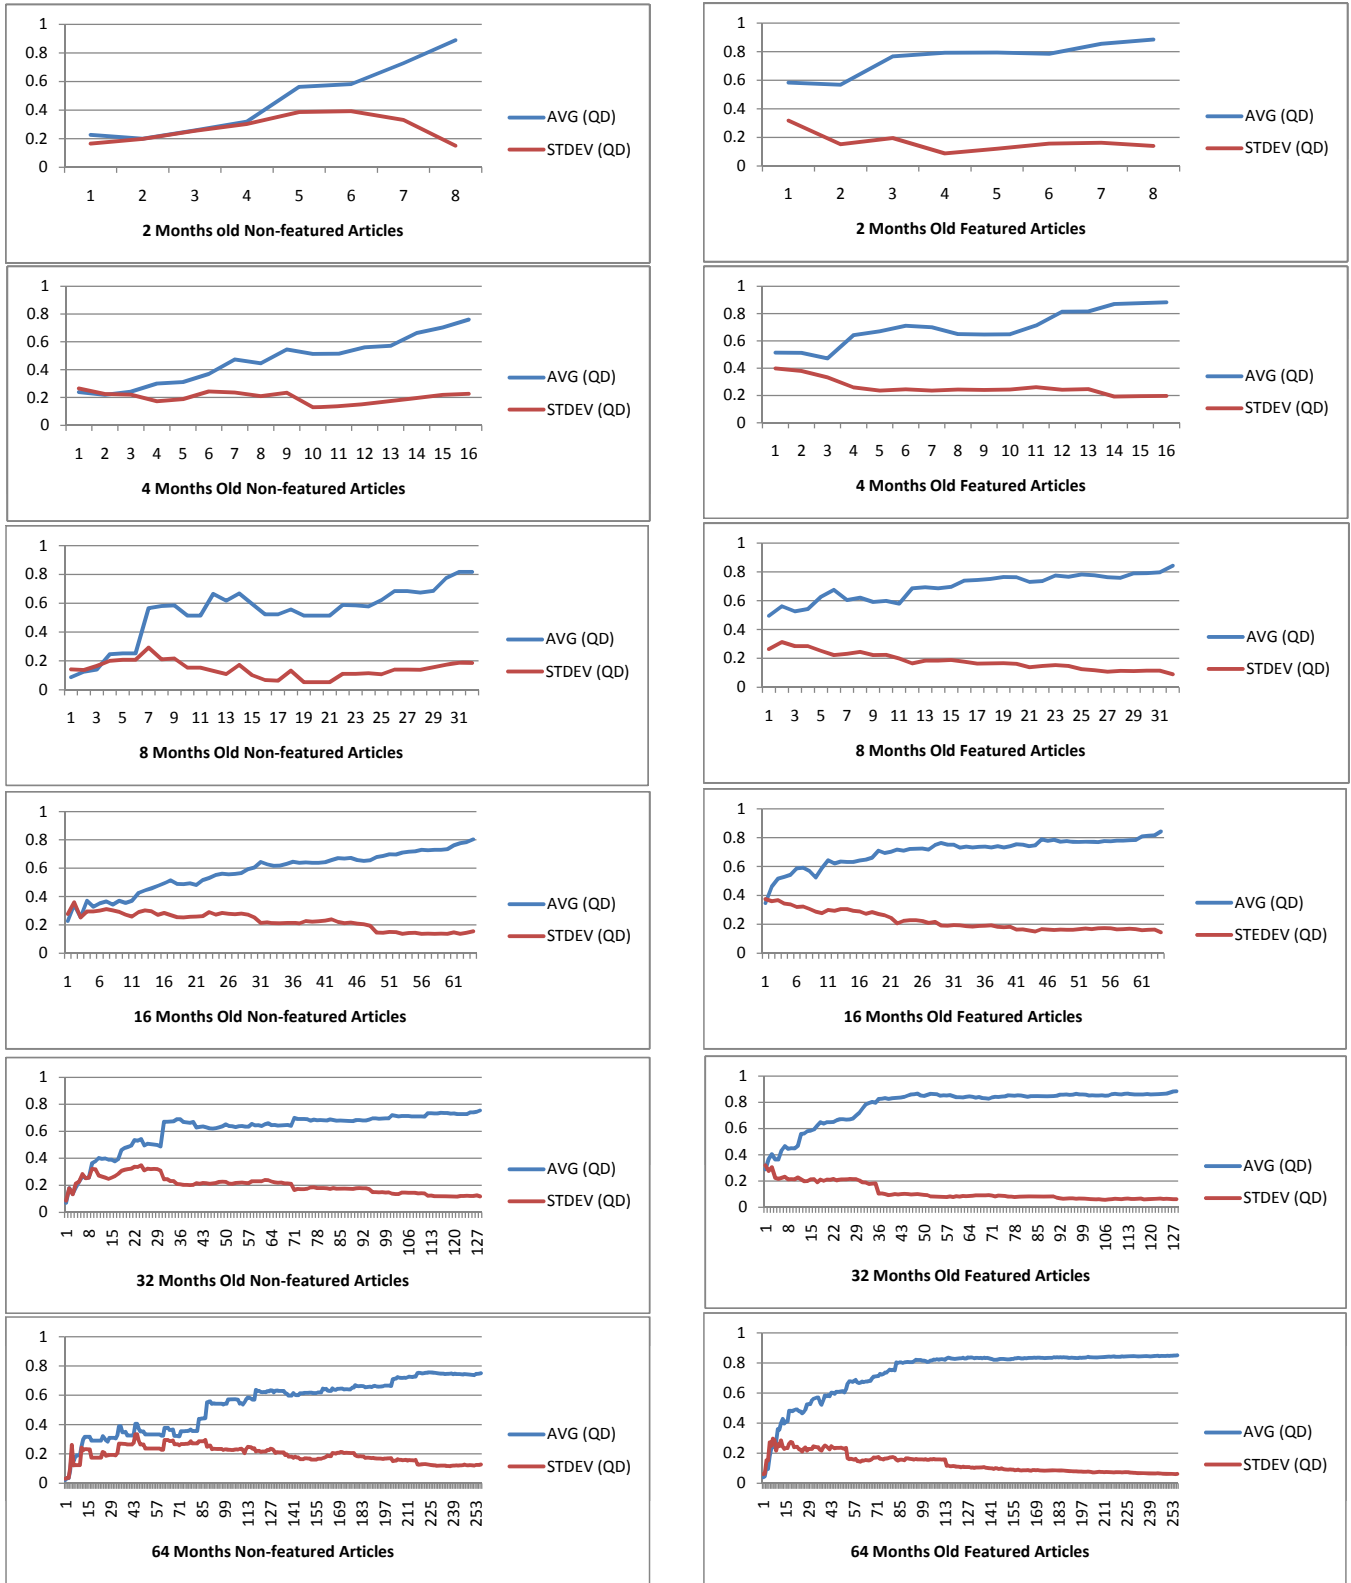 1
0.8
0.6
0.4
0.2
0
1 2 3 4 5 6 7 8
2 Months old Non-featured Articles
AVG (QD)
STDEV (QD)
1
0.8
0.6
0.4
0.2
0
1 2 3 4 5 6 7 8
2 Months Old Featured Articles
AVG (QD)
STDEV (QD)
1
0.8
0.6
0.4
0.2
0
1 2 3 4 5 6 7 8 9 10 11 12 13 14 15 16
4 Months Old Non-featured Articles
AVG (QD)
STDEV (QD)
1
0.8
0.6
0.4
0.2
0
1 2 3 4 5 6 7 8 9 10 11 12 13 14 15 16
4 Months Old Featured Articles
AVG (QD)
STDEV (QD)
1
0.8
0.6
0.4
0.2
0
1 3 5 7 9 11 13 15 17 19 21 23 25 27 29 31
8 Months Old Non-featured Articles
AVG (QD)
STDEV (QD)
1
0.8
0.6
0.4
0.2
0
1 3 5 7 9 11 13 15 17 19 21 23 25 27 29 31
8 Months Old Featured Articles
AVG (QD)
STDEV (QD)
1
0.8
0.6
0.4
0.2
0
1 6 11 16 21 26 31 36 41 46 51 56 61
16 Months Old Non-featured Articles
AVG (QD)
STDEV (QD)
1
0.8
0.6
0.4
0.2
0
1 6 11 16 21 26 31 36 41 46 51 56 61
16 Months Old Featured Articles
AVG (QD)
STEDEV (QD)
1
0.8
0.6
0.4
0.2
0
1 8 15 22 29 36 43 50 57 64 71 78 85 92 99 106 113 120 127
32 Months Old Non-featured Articles
AVG (QD)
STDEV (QD)
1
0.8
0.6
0.4
0.2
0
1 8 15 22 29 36 43 50 57 64 71 78 85 92 99 106 113 120 127
32 Months Old Featured Articles
AVG (QD)
STDEV (QD)
1
0.8
0.6
0.4
0.2
0
1 15 29 43 57 71 85 99 113 127 141 155 169 183 197 211 225 239 253
64 Months Non-featured Articles
AVG (QD)
STDEV (QD)
1
0.8
0.6
0.4
0.2
0
1 15 29 43 57 71 85 99 113 127 141 155 169 183 197 211 225 239 253
64 Months Old Featured Articles
AVG (QD)
STDEV (QD)